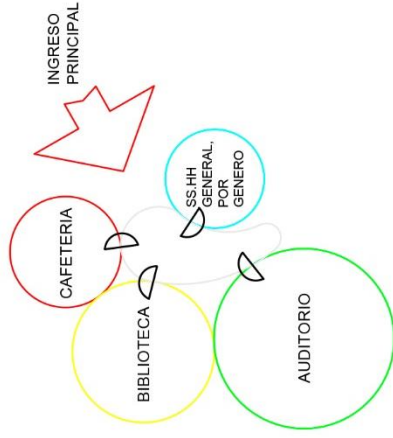 INGRESO
PRINCIPAL
CAFETERIA
SS.HH
GENERAL,
POR
GENERO
BIBLIOTECA
AUDITORIO